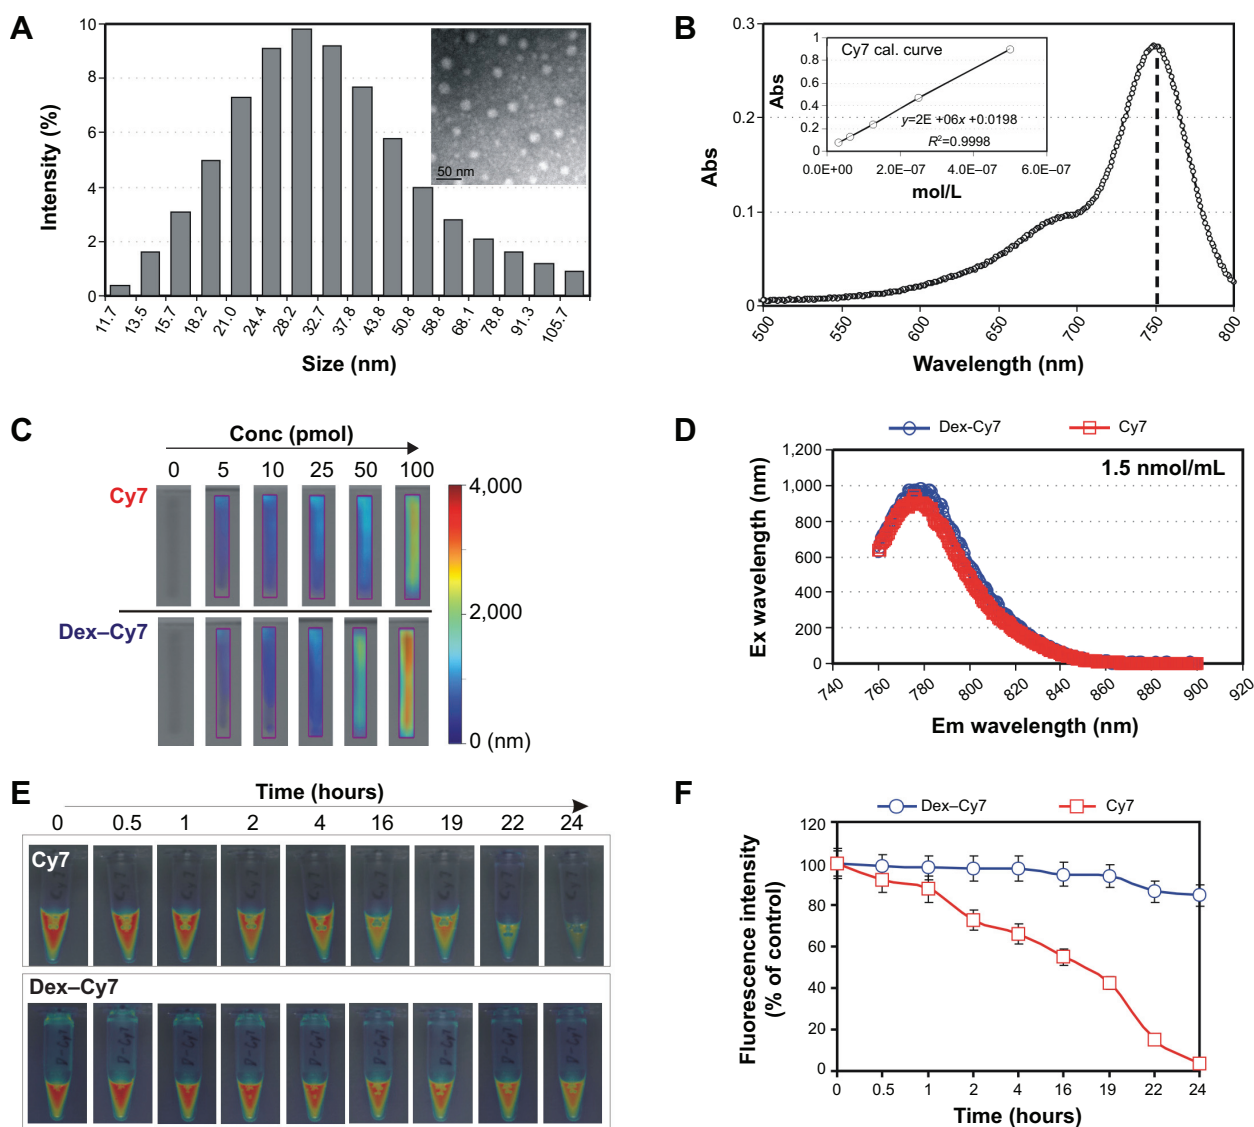 A
Intensity (%)
10
8
6
4
2
0
50 nm
11.7 13.5 15.7 18.2 21.0 24.4 28.2 32.7 37.8 43.8 50.8 58.8 68.1 78.8 91.3 105.7
Size (nm)
B
Abs
0.3
0.2
0.1
0
Cy7 cal. curve
Abs
1
0.8
0.6
0.4
0.2
0
y=2E +06x +0.0198
R²=0.9998
0.0E+00 2.0E–07 4.0E–07 6.0E–07
mol/L
500 550 600 650 700 750 800
Wavelength (nm)
C
Conc (pmol)
0 5 10 25 50 100
Cy7
Dex–Cy7
4,000
2,000
0 (nm)
D
Dex-Cy7 Cy7
1.5 nmol/mL
Ex wavelength (nm)
1,200
1,000
800
600
400
200
0
740 760 780 800 820 840 860 880 900 920
Em wavelength (nm)
E
Time (hours)
0 0.5 1 2 4 16 19 22 24
Cy7
Dex–Cy7
F
Dex–Cy7 Cy7
Fluorescence intensity
(% of control)
120
100
80
60
40
20
0
0 0.5 1 2 4 16 19 22 24
Time (hours)